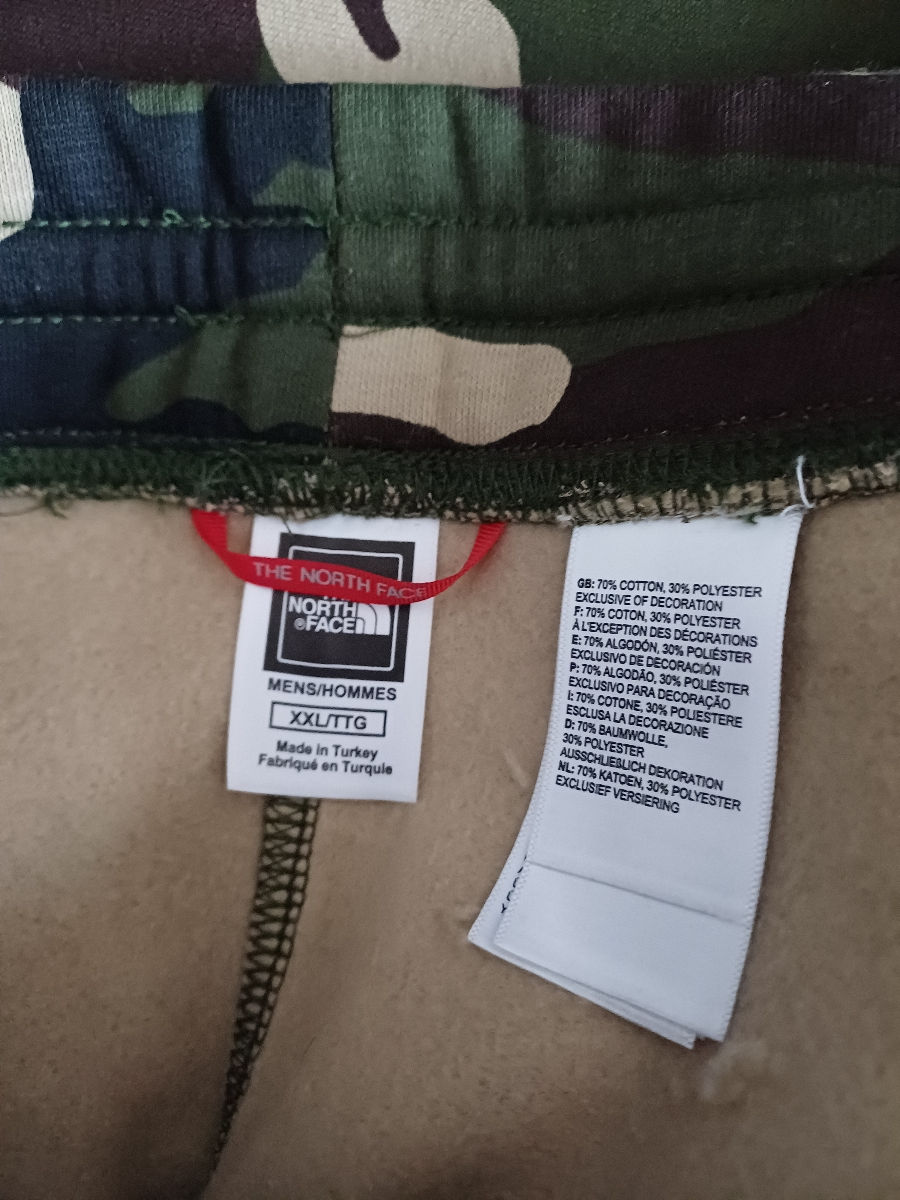 THE NORTH FACE
NORTH
®FACE
MENS/HOMMES
XXL/TTG
Made in Turkey
Fabriqué en Turquie
GB: 70% COTTON, 30% POLYESTER
EXCLUSIVE OF DECORATION
F: 70% COTON, 30% POLYESTER
À L'EXCEPTION DES DÉCORATIONS
E: 70% ALGODÓN, 30% POLIÉSTER
EXCLUSIVO DE DECORACIÓN
P: 70% ALGODÃO, 30% POLIÉSTER
EXCLUSIVO PARA DECORAÇÃO
I: 70% COTONE, 30% POLIESTERE
ESCLUSA LA DECORAZIONE
D: 70% BAUMWOLLE,
30% POLYESTER
AUSSCHLIEßLICH DEKORATION
NL: 70% KATOEN, 30% POLYESTER
EXCLUSIEF VERSIERING